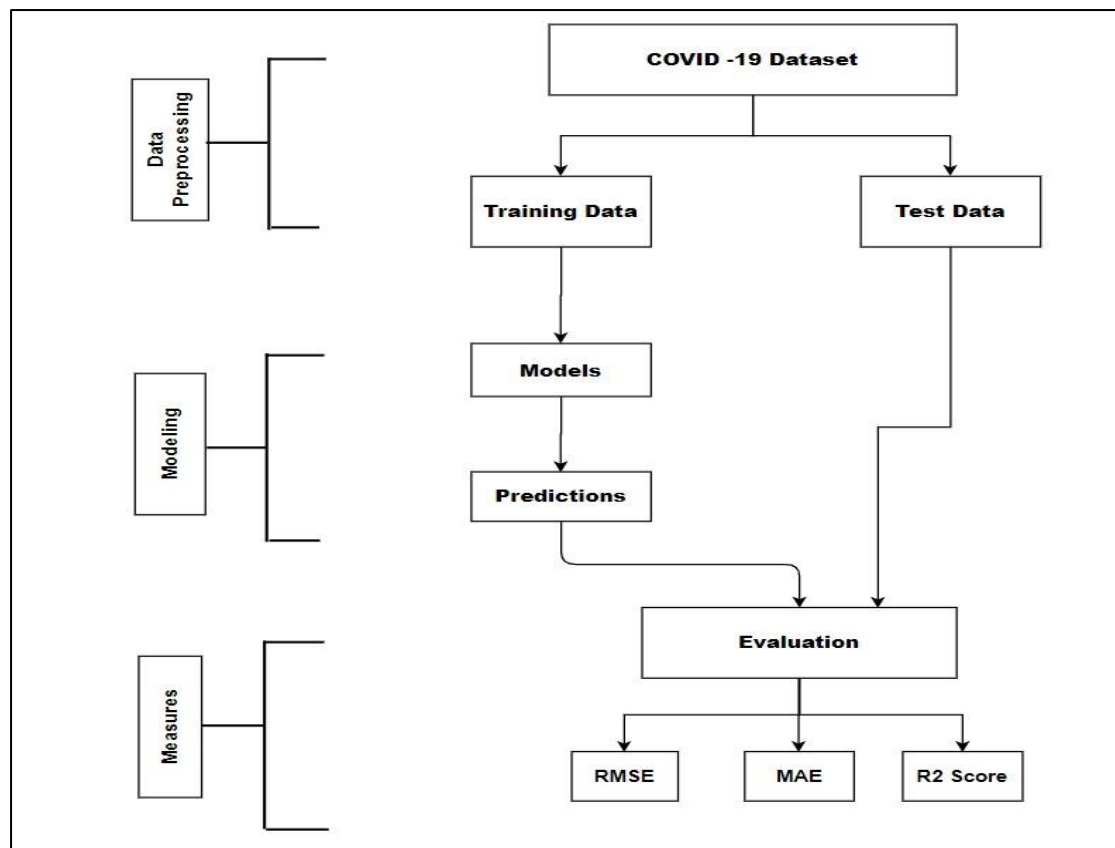 COVID -19 Dataset
Data
Preprocessing
Training Data
Test Data
Models
Modeling
Predictions
Evaluation
Measures
RMSE
MAE
R2 Score